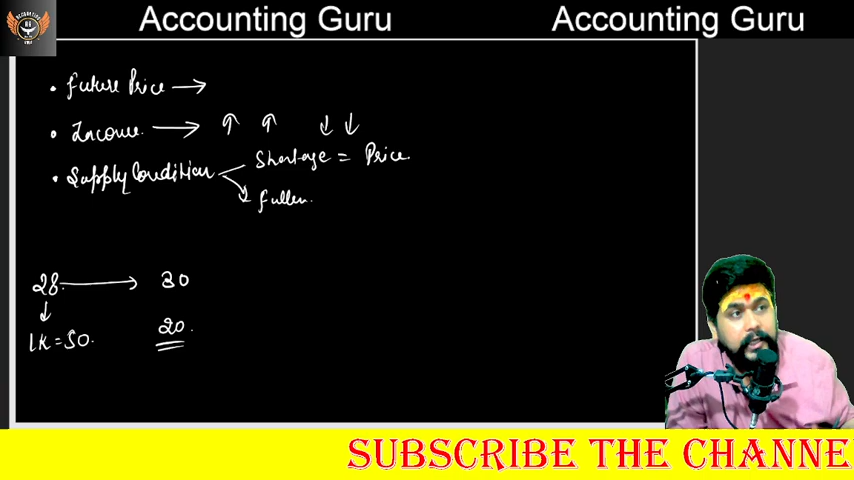 Accounting Guru Accounting Guru
• Future Price →
• Income → ↑ ↑ ↓ ↓
• Supply Condition Shortage = Price.
Fuller.
28 → 30
↓
1K = 50. 20.
SUBSCRIBE THE CHANNE